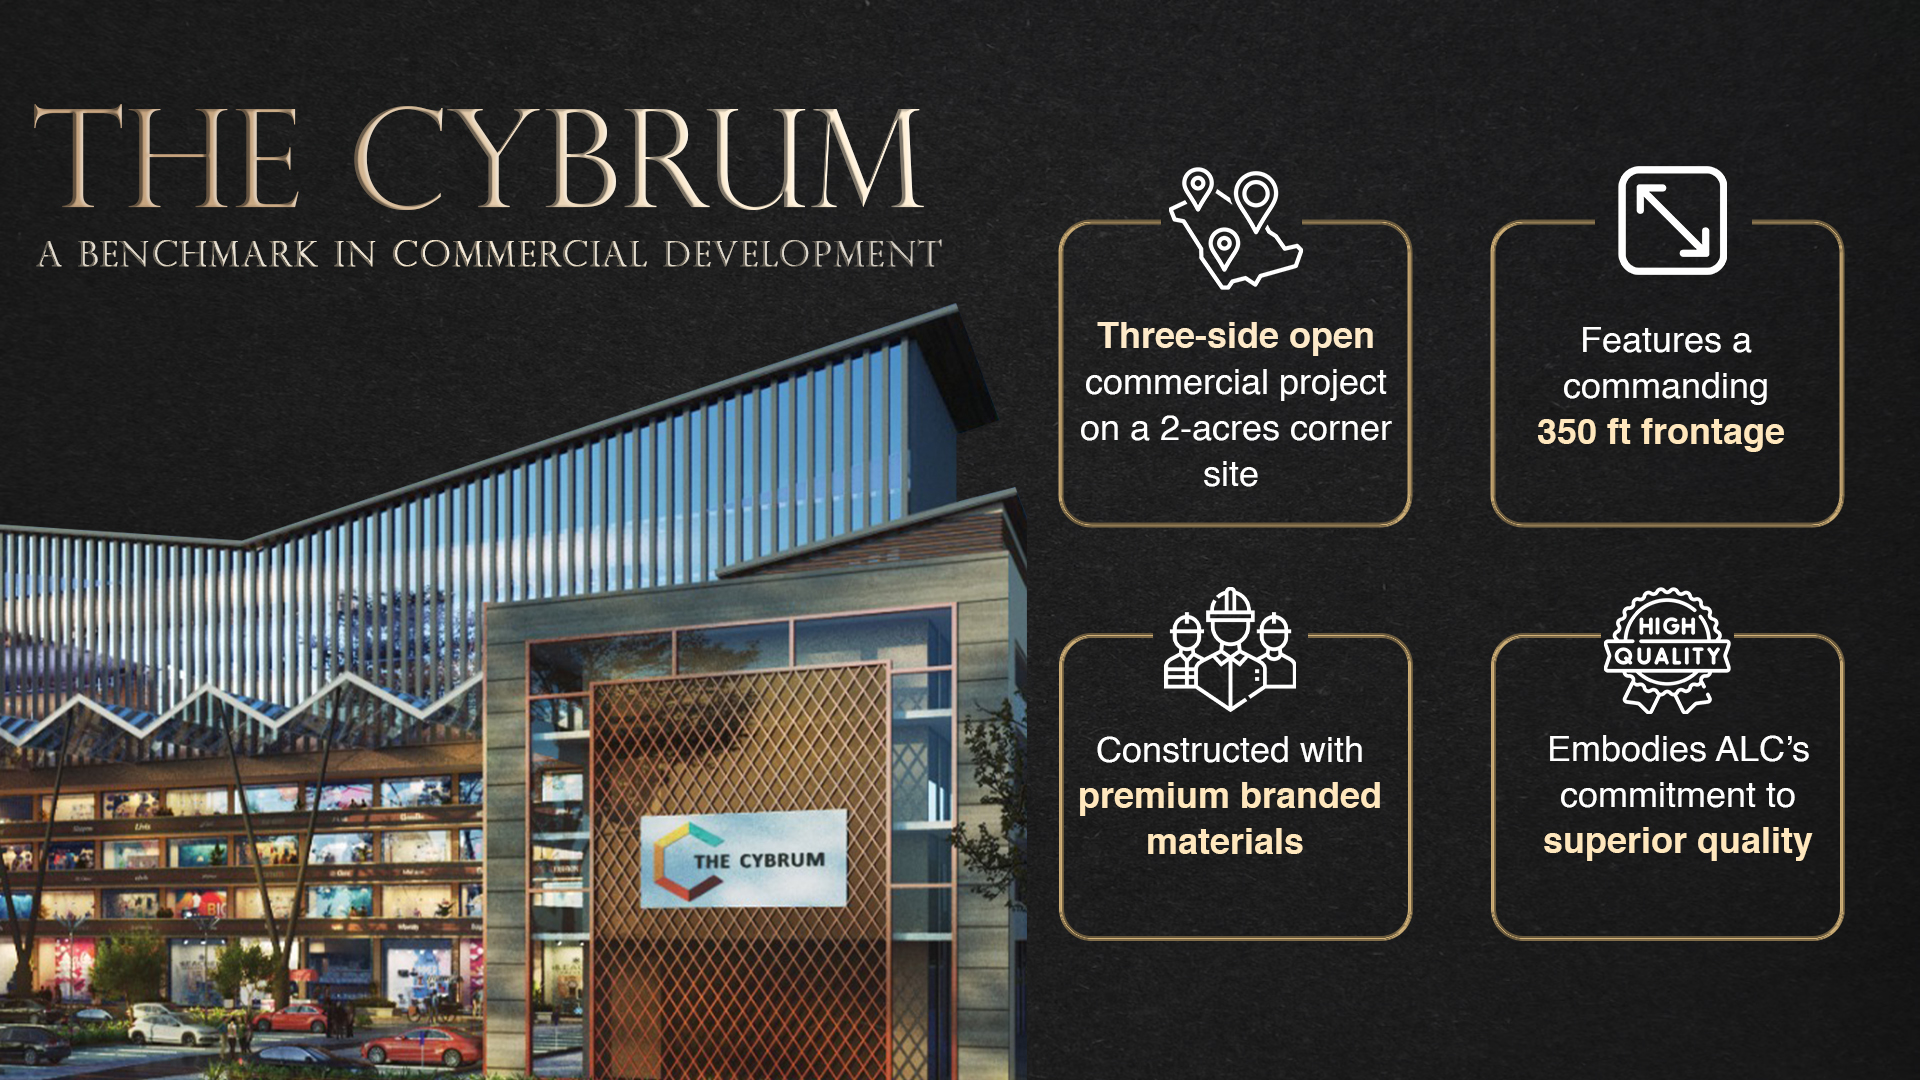 THE CYBRUM
A BENCHMARK IN COMMERCIAL DEVELOPMENT
Three-side open
commercial project
on a 2-acres corner
site
Features a
commanding
350 ft frontage
HIGH
QUALITY
Constructed with
premium branded
materials
Embodies ALC’s
commitment to
superior quality
THE CYBRUM